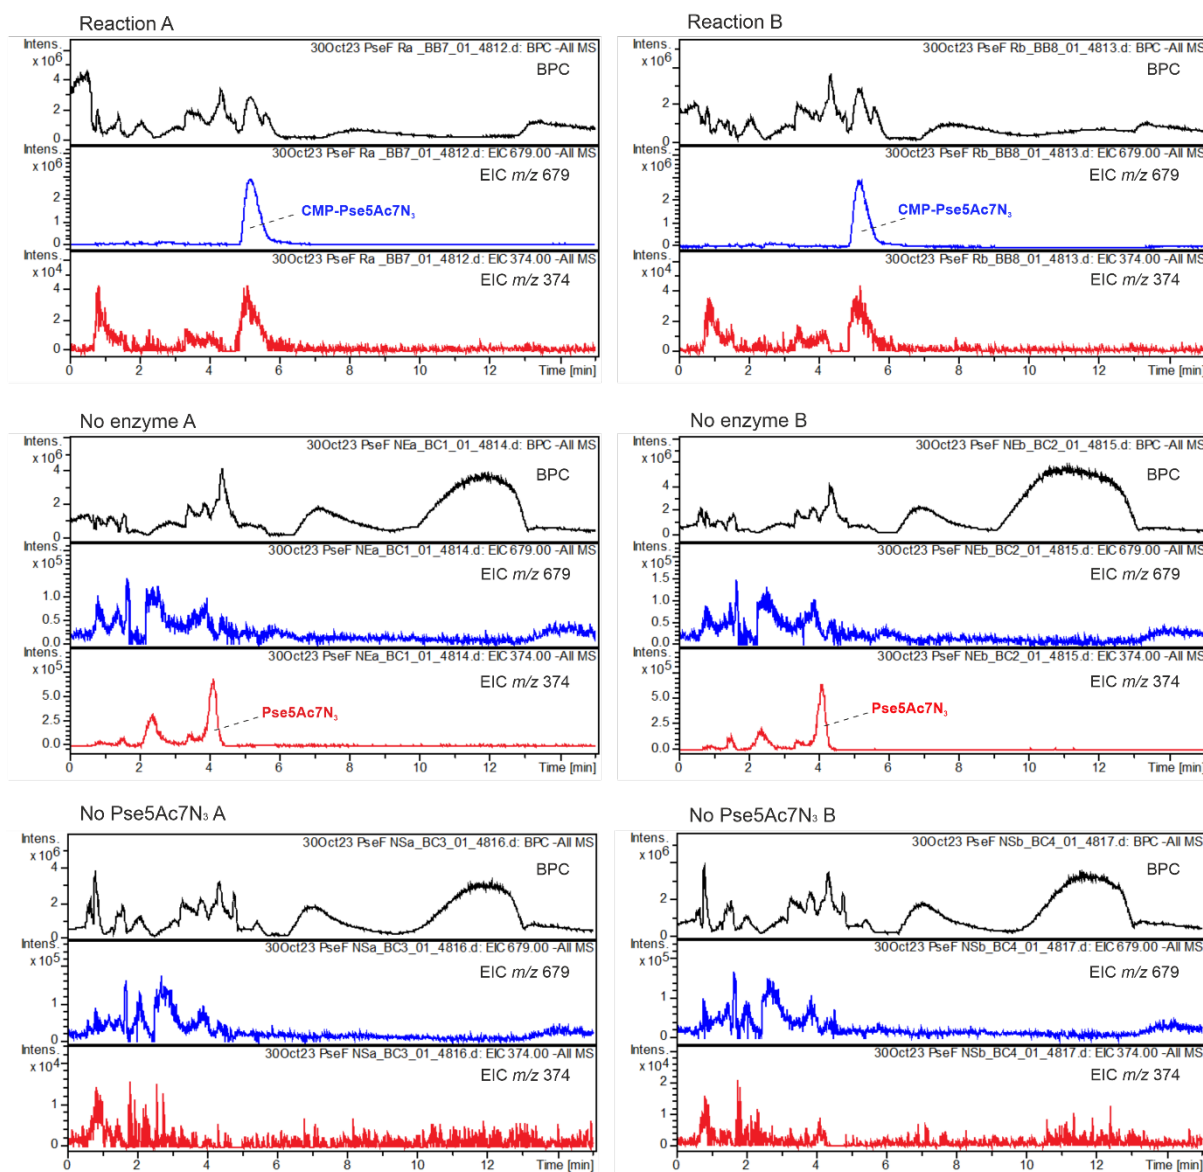 Reaction A
Intens.
x10⁶
30Oct23 PseF Ra _BB7_01_4812.d: BPC -All MS
BPC
4
2
0
Intens.
x10⁶
30Oct23 PseF Ra_BB7_01_4812.d: EIC 679.00 -All MS
EIC m/z 679
CMP-Pse5Ac7N₃
2
1
0
Intens.
x10⁴
30Oct23 PseF Ra_BB7_01_4812.d: EIC 374.00 -All MS
EIC m/z 374
4
2
0
0 2 4 6 8 10 12 Time [min]
Reaction B
Intens.
x10⁶
30Oct23 PseF Rb_BB8_01_4813.d: BPC -All MS
BPC
4
2
0
Intens.
x10⁶
30Oct23 PseF Rb_BB8_01_4813.d: EIC 679.00 -All MS
EIC m/z 679
CMP-Pse5Ac7N₃
2
1
0
Intens.
x10⁴
30Oct23 PseF Rb_BB8_01_4813.d: EIC 374.00 -All MS
EIC m/z 374
4
2
0
0 2 4 6 8 10 12 Time [min]
No enzyme A
Intens.
x10⁶
30Oct23 PseF NEa_BC1_01_4814.d: BPC -All MS
BPC
4
2
0
Intens.
x10⁵
30Oct23 PseF NEa_BC1_01_4814.d: EIC 679.00 -All MS
EIC m/z 679
1.0
0.5
0.0
Intens.
x10⁵
30Oct23 PseF NEa_BC1_01_4814.d: EIC 374.00 -All MS
EIC m/z 374
Pse5Ac7N₃
5.0
2.5
0.0
0 2 4 6 8 10 12 Time [min]
No enzyme B
Intens.
x10⁶
30Oct23 PseF NEb_BC2_01_4815.d: BPC -All MS
BPC
4
2
0
Intens.
x10⁵
30Oct23 PseF NEb_BC2_01_4815.d: EIC 679.00 -All MS
EIC m/z 679
1.5
1.0
0.5
0.0
Intens.
x10⁵
30Oct23 PseF NEb_BC2_01_4815.d: EIC 374.00 -All MS
EIC m/z 374
Pse5Ac7N₃
5.0
2.5
0.0
0 2 4 6 8 10 12 Time [min]
No Pse5Ac7N₃ A
Intens.
x10⁶
30Oct23 PseF NSa_BC3_01_4816.d: BPC -All MS
BPC
4
2
0
Intens.
x10⁵
30Oct23 PseF NSa_BC3_01_4816.d: EIC 679.00 -All MS
EIC m/z 679
1
0
Intens.
x10⁴
30Oct23 PseF NSa_BC3_01_4816.d: EIC 374.00 -All MS
EIC m/z 374
2
1
0
0 2 4 6 8 10 12 Time [min]
No Pse5Ac7N₃ B
Intens.
x10⁶
30Oct23 PseF NSb_BC4_01_4817.d: BPC -All MS
BPC
4
2
0
Intens.
x10⁵
30Oct23 PseF NSb_BC4_01_4817.d: EIC 679.00 -All MS
EIC m/z 679
1
0
Intens.
x10⁴
30Oct23 PseF NSb_BC4_01_4817.d: EIC 374.00 -All MS
EIC m/z 374
2
1
0
0 2 4 6 8 10 12 Time [min]